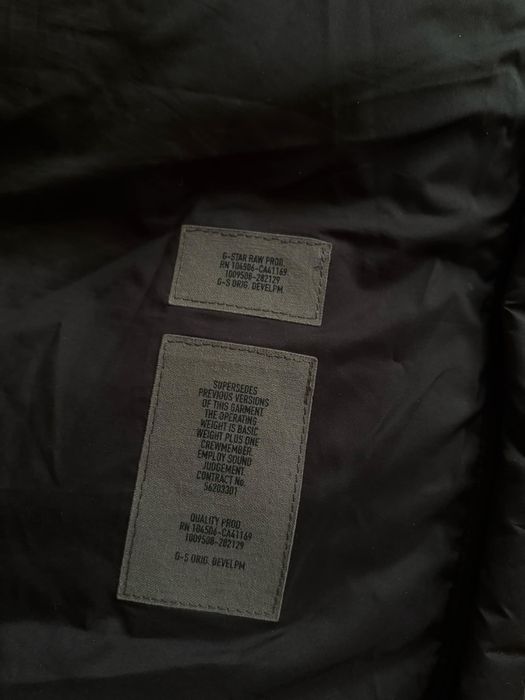 G-STAR RAW PROD.
RN 104506-CA41169
1009508-282129
G-S ORIG. DEVELPM.
SUPERSEDES
PREVIOUS VERSIONS
OF THIS GARMENT.
THE OPERATING
WEIGHT IS BASIC
WEIGHT PLUS ONE
CREWMEMBER
EMPLOY SOUND
JUDGEMENT.
CONTRACT No.
56203301
QUALITY PROD
RN 104506-CA41169
1009508-282129
G-S ORIG. DEVELPM